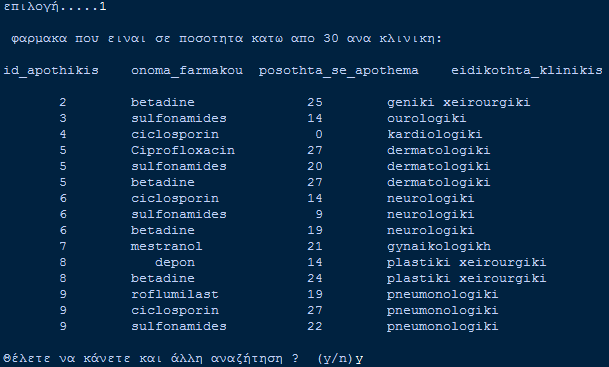 επιλογή.....1
φαρμακα που ειναι σε ποσοτητα κατω απο 30 ανα κλινικη:
id_apothikis onoma_farmakou posothta_se_apothema eidikothta_klinikis
2 betadine 25 geniki xeirourgiki
3 sulfonamides 14 ourologiki
4 ciclosporin 0 kardiologiki
5 Ciprofloxacin 27 dermatologiki
5 sulfonamides 20 dermatologiki
5 betadine 27 dermatologiki
6 ciclosporin 14 neurologiki
6 sulfonamides 9 neurologiki
6 betadine 19 neurologiki
7 mestranol 21 gynaikologikh
8 depon 14 plastiki xeirourgiki
8 betadine 24 plastiki xeirourgiki
9 roflumilast 19 pneumonologiki
9 ciclosporin 27 pneumonologiki
9 sulfonamides 22 pneumonologiki
Θέλετε να κάνετε και άλλη αναζήτηση ? (y/n)y